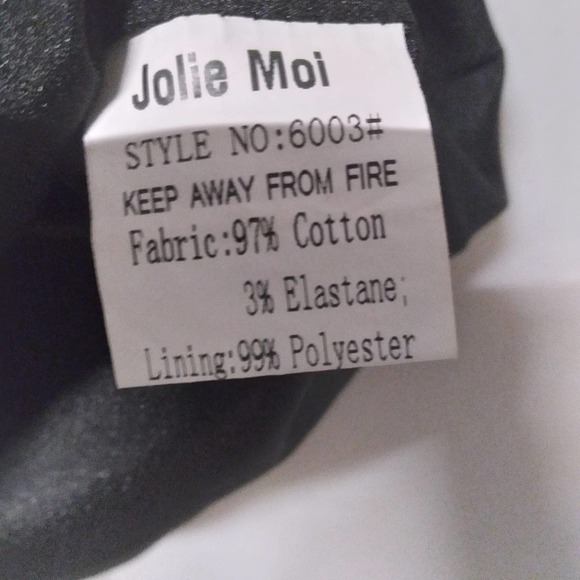 Jolie Moi
STYLE NO:6003#
KEEP AWAY FROM FIRE
Fabric:97% Cotton
3% Elastane;
Lining:99% Polyester